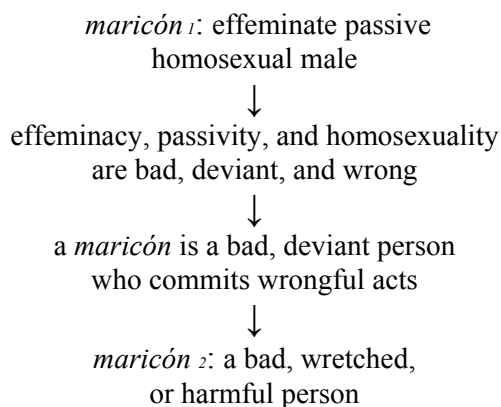 maricón 1: effeminate passive
homosexual male
↓
effeminacy, passivity, and homosexuality
are bad, deviant, and wrong
↓
a maricón is a bad, deviant person
who commits wrongful acts
↓
maricón 2: a bad, wretched,
or harmful person